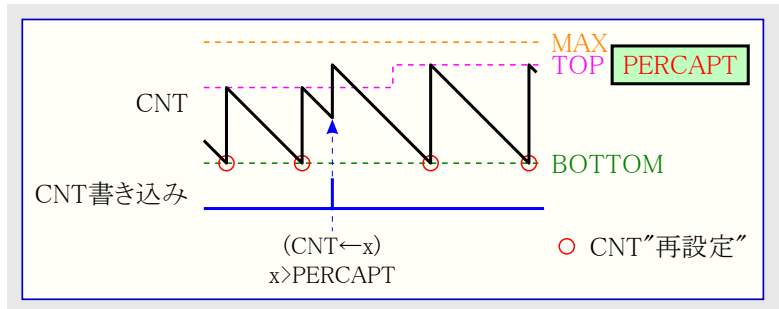 MAX
TOP
PERCAPT
CNT
BOTTOM
CNT書き込み
(CNT←x)
x>PERCAPT
CNT"再設定"